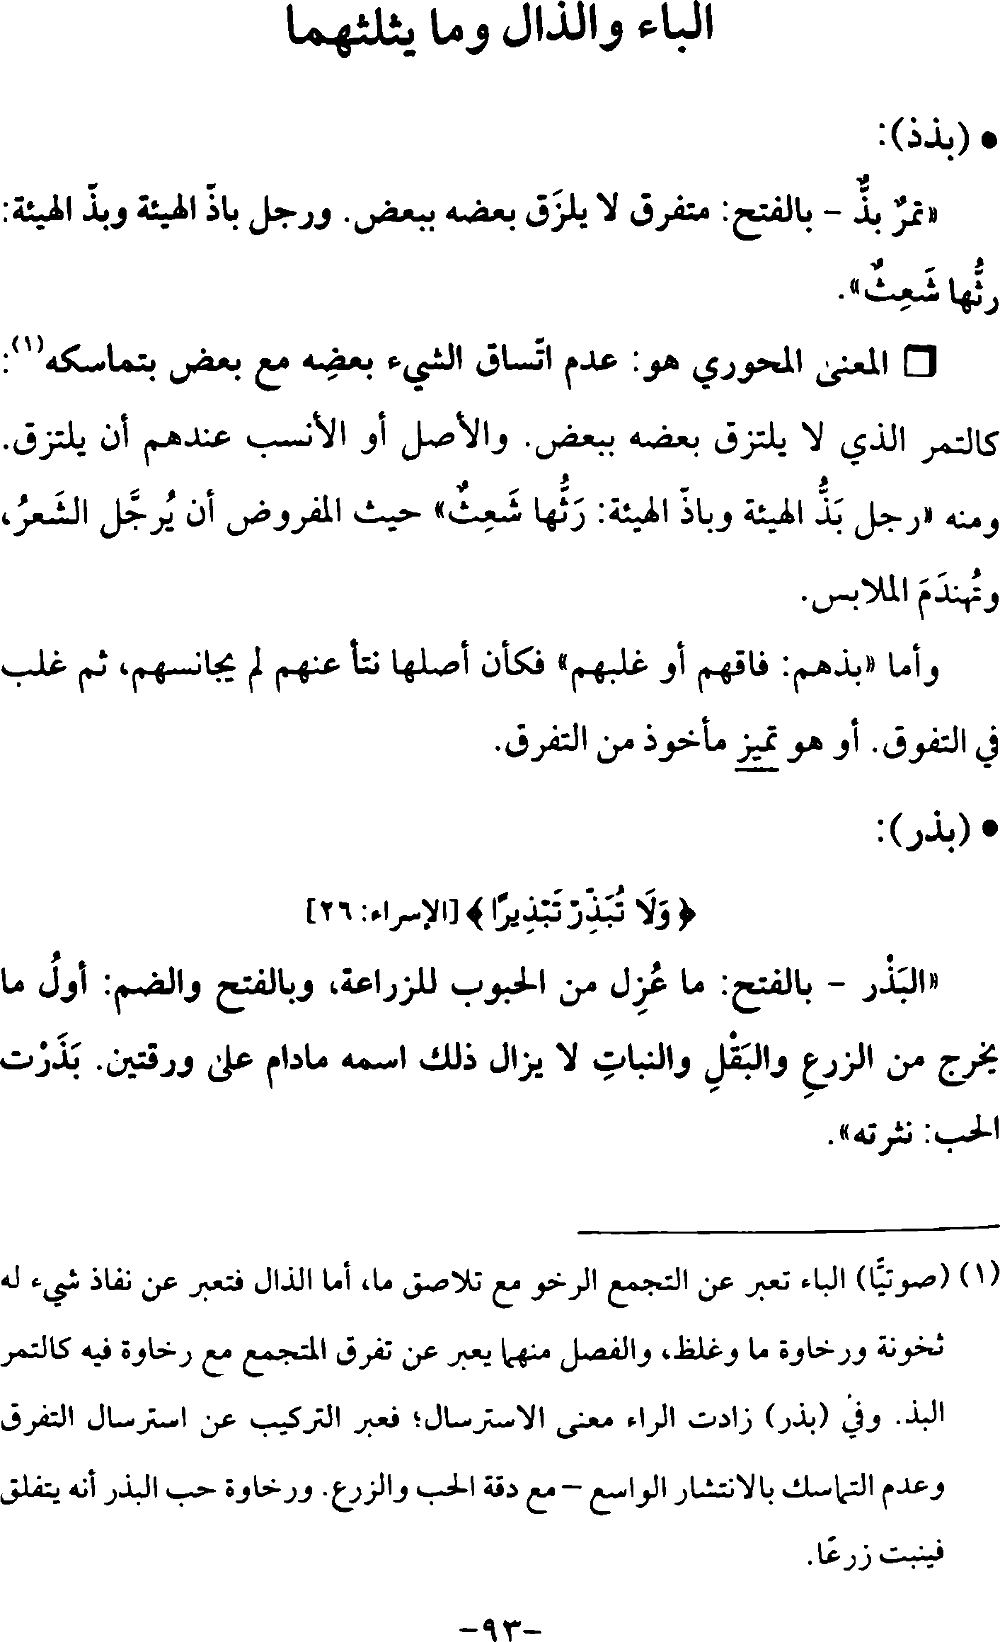 الباء والذال وما يثلثهما
• (بذذ):
«تمرٌ بذٌّ – بالفتح: متفرق لا يلزَق بعضه ببعض. ورجل باذّ الهيئة وبذّ الهيئة:
رثُّها شَعِثٌ».
□ المعنى المحوري هو: عدم اتّساق الشيء بعضِه مع بعض بتماسكه(١):
كالتمر الذي لا يلتزق بعضه ببعض. والأصل أو الأنسب عندهم أن يلتزق.
ومنه «رجل بَذُّ الهيئة وباذّ الهيئة: رَثُّها شَعِثٌ» حيث المفروض أن يُرجَّل الشَعرُ،
وتُهندَمَ الملابس.
وأما «بذهم: فاقهم أو غلبهم» فكأن أصلها نتأ عنهم لم يجانسهم، ثم غلب
في التفوق. أو هو تميز مأخوذ من التفرق.
• (بذر):
﴿وَلَا تُبَذِّرْ تَبْذِيرًا﴾ [الإسراء: ٢٦]
«البَذْر – بالفتح: ما عُزِل من الحبوب للزراعة، وبالفتح والضم: أولُ ما
يخرج من الزرعِ والبَقْلِ والنباتِ لا يزال ذلك اسمه مادام على ورقتين. بَذَرْت
الحب: نثرته».
(١) (صوتيًّا) الباء تعبر عن التجمع الرخو مع تلاصق ما، أما الذال فتعبر عن نفاذ شيء له
ثخونة ورخاوة ما وغلظ، والفصل منهما يعبر عن تفرق المتجمع مع رخاوة فيه كالتمر
البذ. وفي (بذر) زادت الراء معنى الاسترسال؛ فعبر التركيب عن استرسال التفرق
وعدم التماسك بالانتشار الواسع – مع دقة الحب والزرع. ورخاوة حب البذر أنه يتفلق
فينبت زرعًا.
-٩٣-